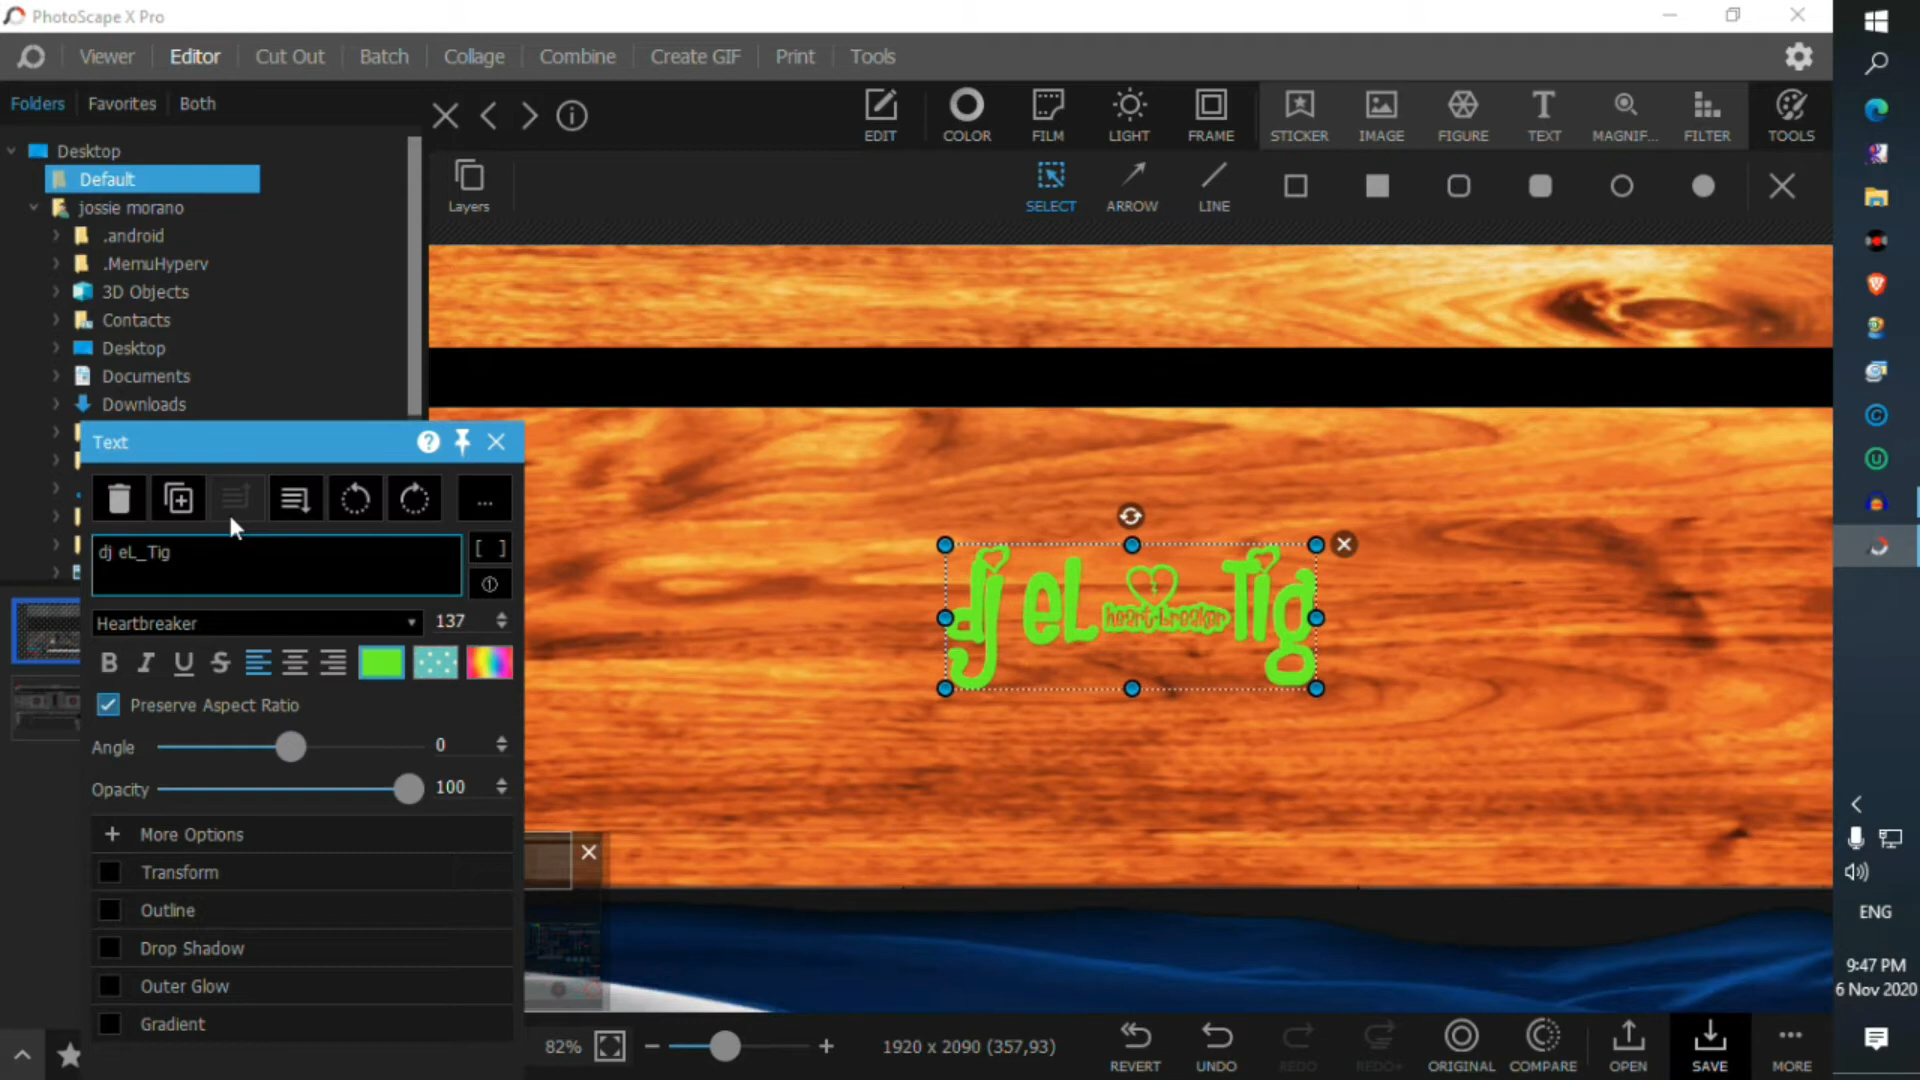 PhotoScape X Pro
Viewer
Editor
Cut Out
Batch
Collage
Combine
Create GIF
Print
Tools
Folders
Favorites
Both
EDIT
COLOR
FILM
LIGHT
FRAME
STICKER
IMAGE
FIGURE
TEXT
MAGNIF...
FILTER
TOOLS
Layers
SELECT
ARROW
LINE
Desktop
Default
jossie morano
.android
.MemuHyperv
3D Objects
Contacts
Desktop
Documents
Downloads
Text
...
dj eL_Tig
[ ]
Heartbreaker
137
B I U S
Preserve Aspect Ratio
Angle
0
Opacity
100
+ More Options
Transform
Outline
Drop Shadow
Outer Glow
Gradient
dj eL heartbreaker Tig
82%
1920 x 2090 (357,93)
REVERT
UNDO
REDO
REDO+
ORIGINAL
COMPARE
OPEN
SAVE
MORE
ENG
9:47 PM
6 Nov 2020